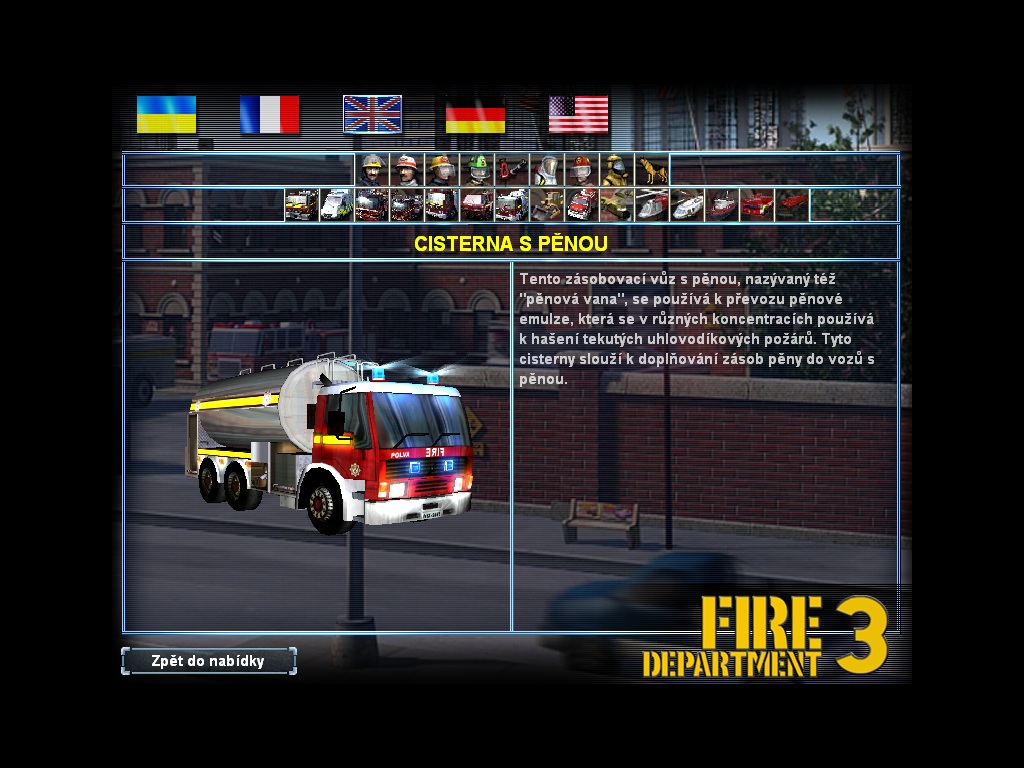 CISTERNA S PĚNOU
Tento zásobovací vůz s pěnou, nazývaný též
"pěnová vana", se používá k převozu pěnové
emulze, která se v různých koncentracích používá
k hašení tekutých uhlovodíkových požárů. Tyto
cisterny slouží k doplňování zásob pěny do vozů s
pěnou.
POLVA
FIRE
FIRE
DEPARTMENT 3
Zpět do nabídky